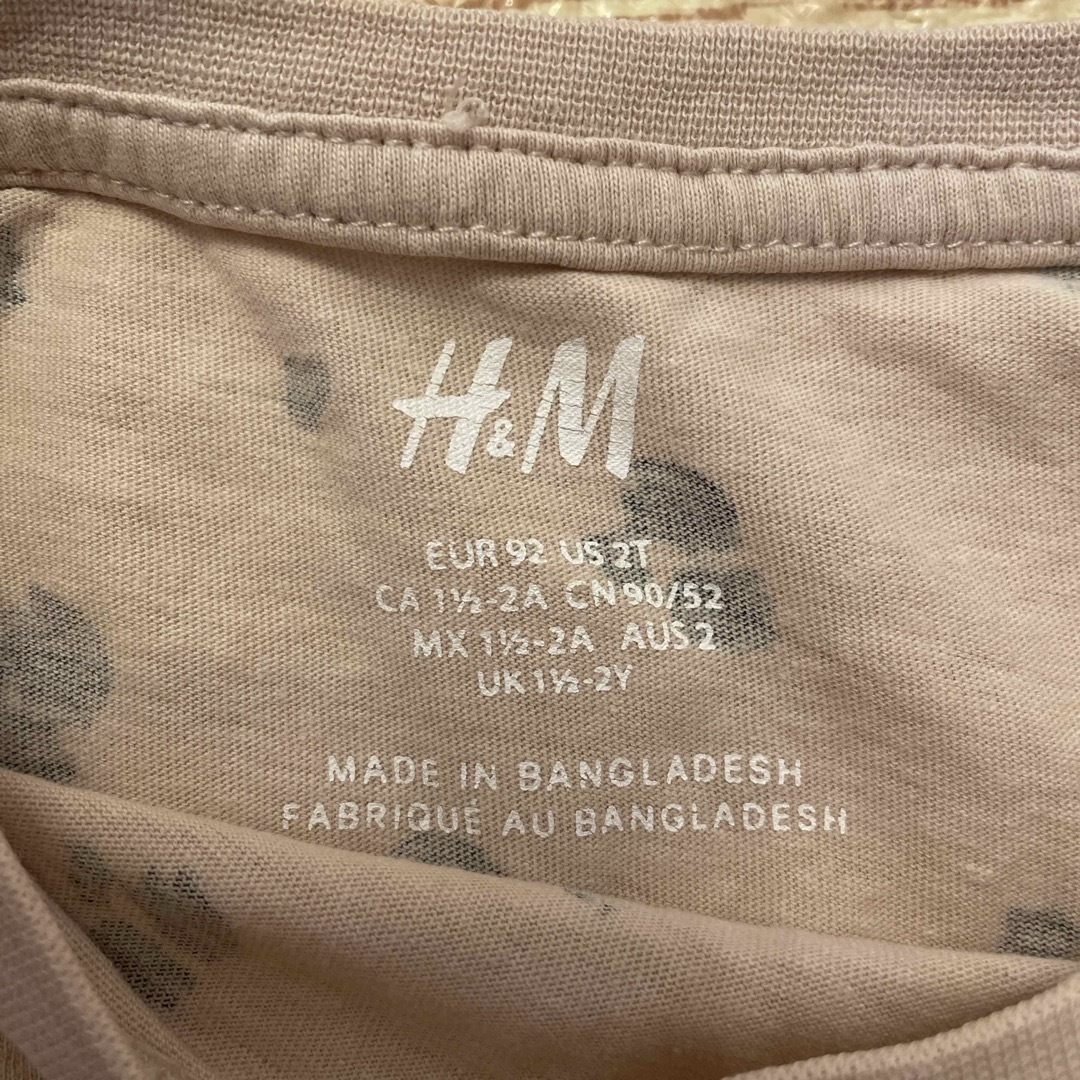 H&M
EUR 92 US 2T
CA 1½-2A CN 90/52
MX 1½-2A AUS 2
UK 1½-2Y
MADE IN BANGLADESH
FABRIQUÉ AU BANGLADESH